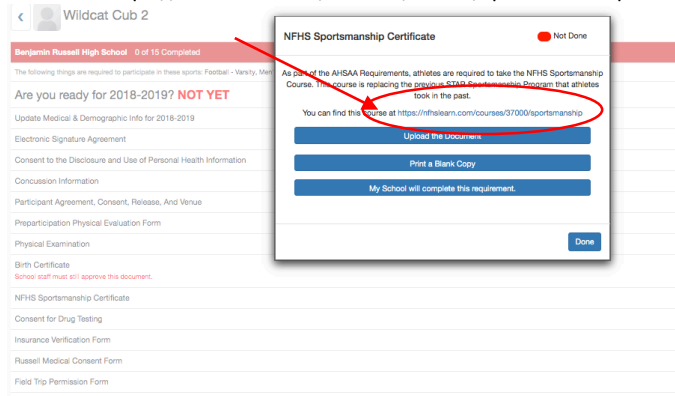 Wildcat Cub 2
Benjamin Russell High School 0 of 15 Completed
The following things are required to participate in these sports: Football - Varsity, Men
Are you ready for 2018-2019? NOT YET
Update Medical & Demographic Info for 2018-2019
Electronic Signature Agreement
Consent to the Disclosure and Use of Personal Health Information
Concussion Information
Participant Agreement, Consent, Release, And Venue
Preparticipation Physical Evaluation Form
Physical Examination
Birth Certificate
School staff must still approve this document.
NFHS Sportsmanship Certificate
Consent for Drug Testing
Insurance Verification Form
Russell Medical Consent Form
Field Trip Permission Form
NFHS Sportsmanship Certificate
Not Done
As part of the AHSAA Requirements, athletes are required to take the NFHS Sportsmanship
Course. This course is replacing the previous STAR Sportsmanship Program that athletes
took in the past.
You can find this course at https://nfhslearn.com/courses/37000/sportsmanship
Upload the Document
Print a Blank Copy
My School will complete this requirement.
Done